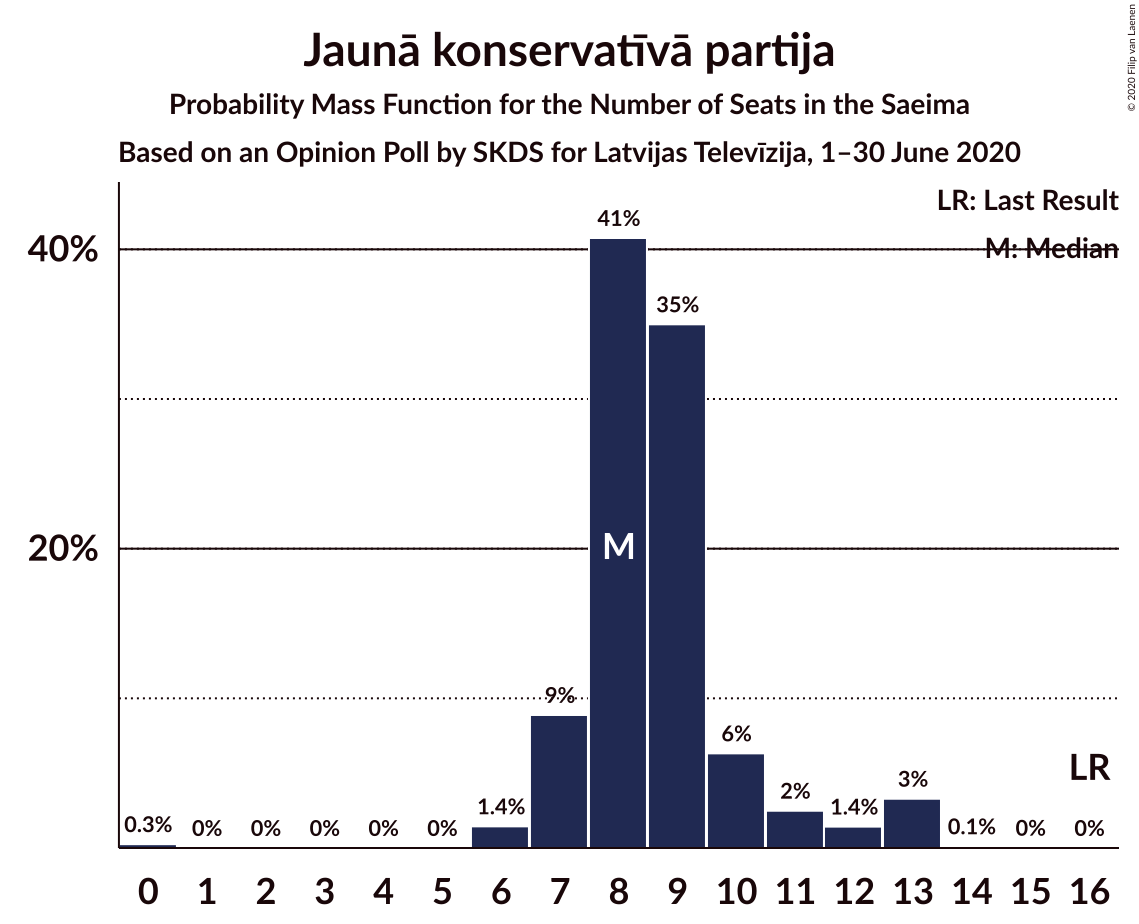 Jaunā konservatīvā partija
Probability Mass Function for the Number of Seats in the Saeima
Based on an Opinion Poll by SKDS for Latvijas Televīzija, 1–30 June 2020
© 2020 Filip van Laenen
LR: Last Result
M: Median
40%
20%
41%
35%
M
9%
6%
LR
3%
2%
1.4%
1.4%
0.3%
0%
0%
0%
0%
0%
0.1%
0%
0%
0 1 2 3 4 5 6 7 8 9 10 11 12 13 14 15 16